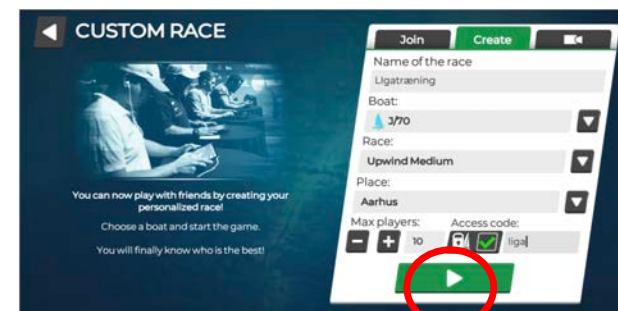 CUSTOM RACE
You can now play with friends by creating your
personalized race!
Choose a boat and start the game.
You will finally know who is the best!
Join Create
Name of the race
Ligatræning
Boat:
J/70
Race:
Upwind Medium
Place:
Aarhus
Max players: Access code:
10 liga